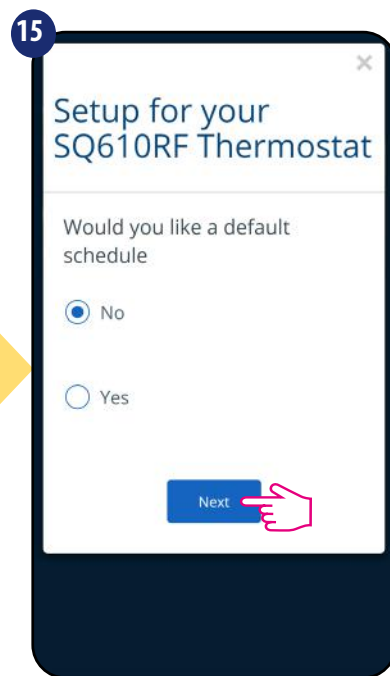 15
×
Setup for your
SQ610RF Thermostat
Would you like a default
schedule
No
Yes
Next